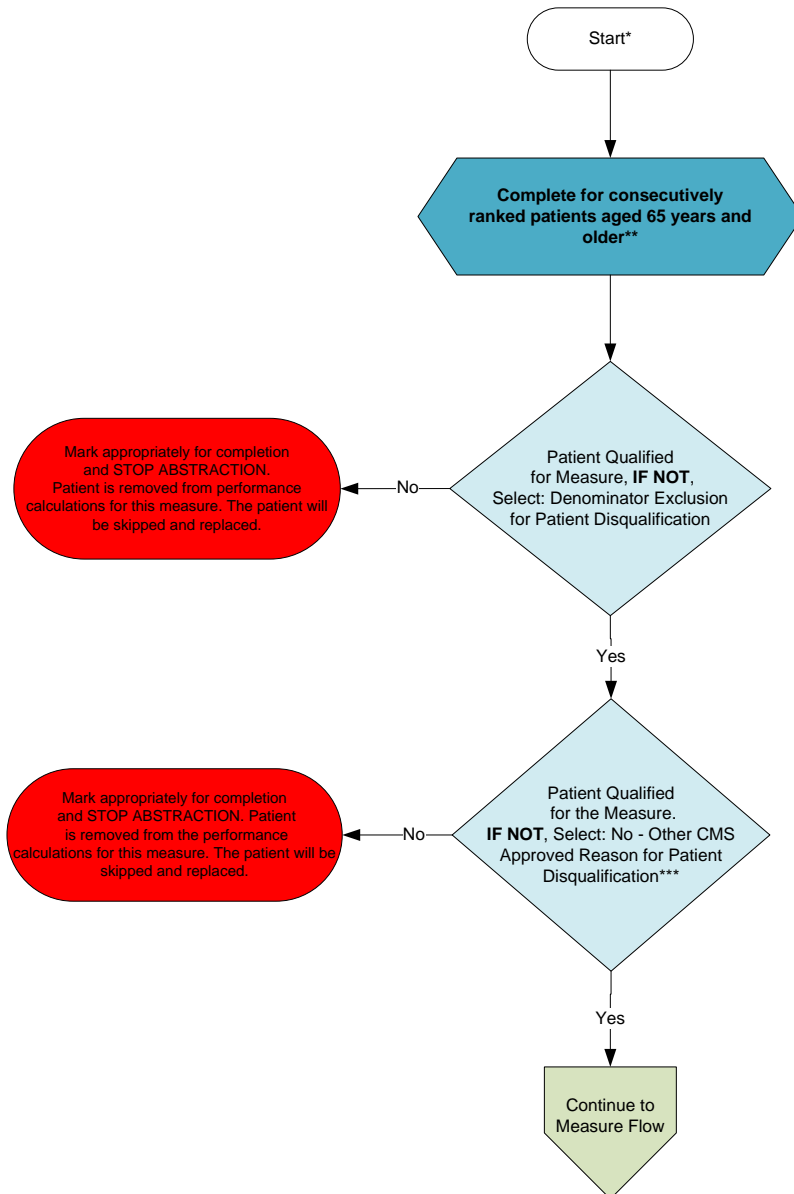 Start*
Complete for consecutively
ranked patients aged 65 years and
older**
Patient Qualified
for Measure, IF NOT,
Select: Denominator Exclusion
for Patient Disqualification
No
Mark appropriately for completion
and STOP ABSTRACTION.
Patient is removed from performance
calculations for this measure. The patient will
be skipped and replaced.
Yes
Patient Qualified
for the Measure.
IF NOT, Select: No - Other CMS
Approved Reason for Patient
Disqualification***
No
Mark appropriately for completion
and STOP ABSTRACTION. Patient
is removed from the performance
calculations for this measure. The patient will be
skipped and replaced.
Yes
Continue to
Measure Flow